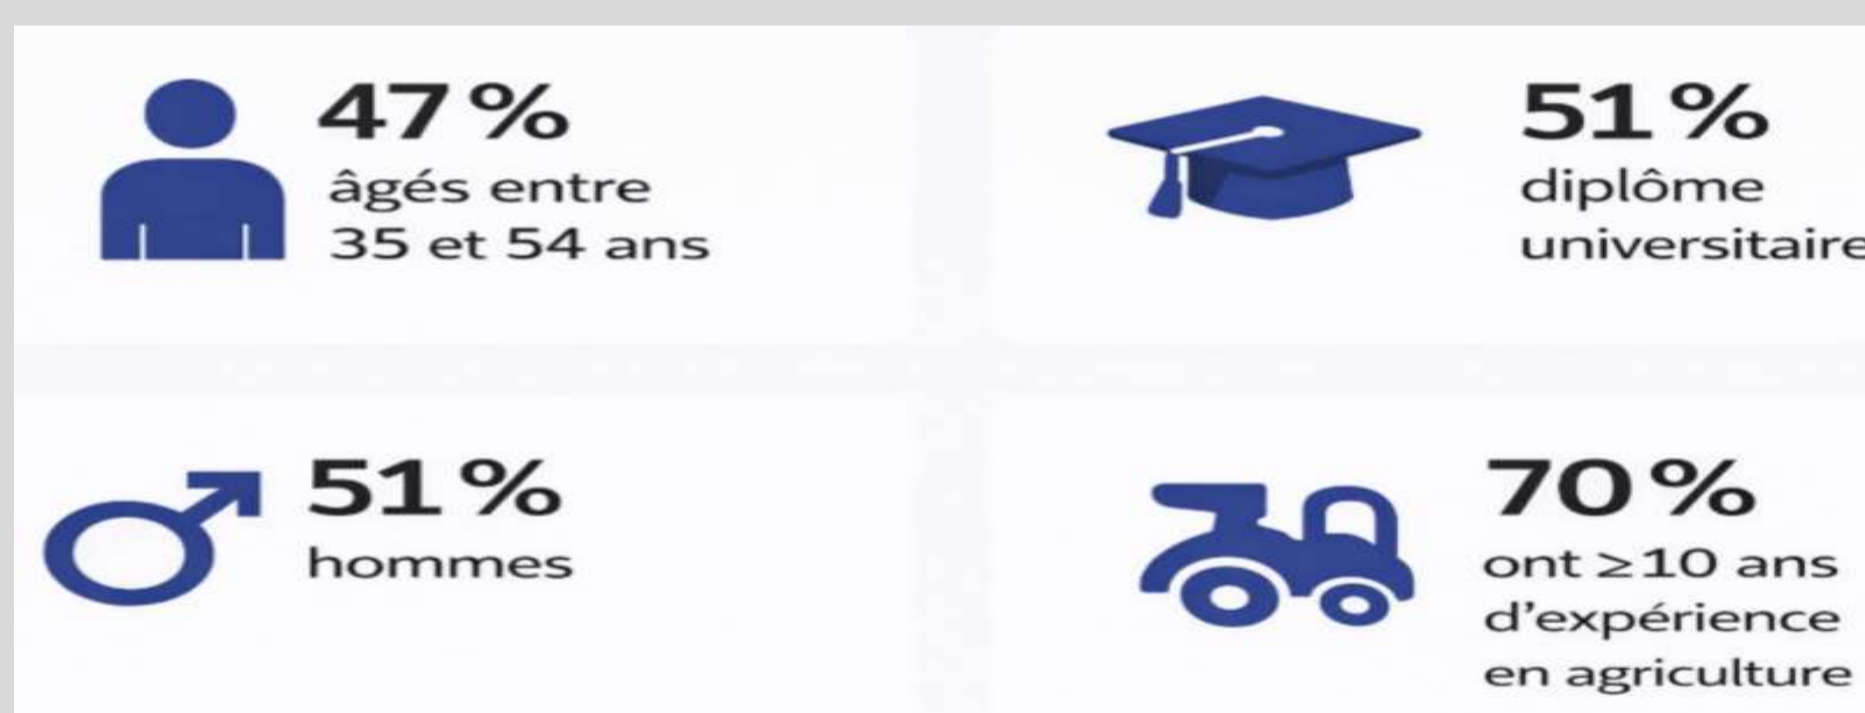 47 %
âgés entre
35 et 54 ans
51 %
diplôme
universitaire
51 %
hommes
70 %
ont ≥10 ans
d’expérience
en agriculture